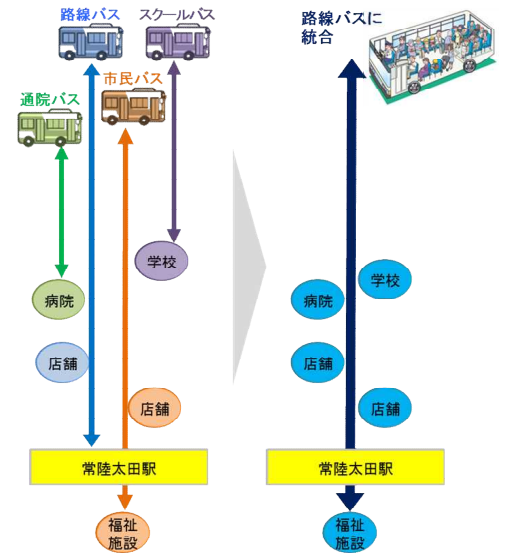 路線バス
スクールバス
市民バス
通院バス
学校
病院
店舗
店舗
常陸太田駅
福祉
施設
路線バスに
統合
学校
病院
店舗
店舗
常陸太田駅
福祉
施設